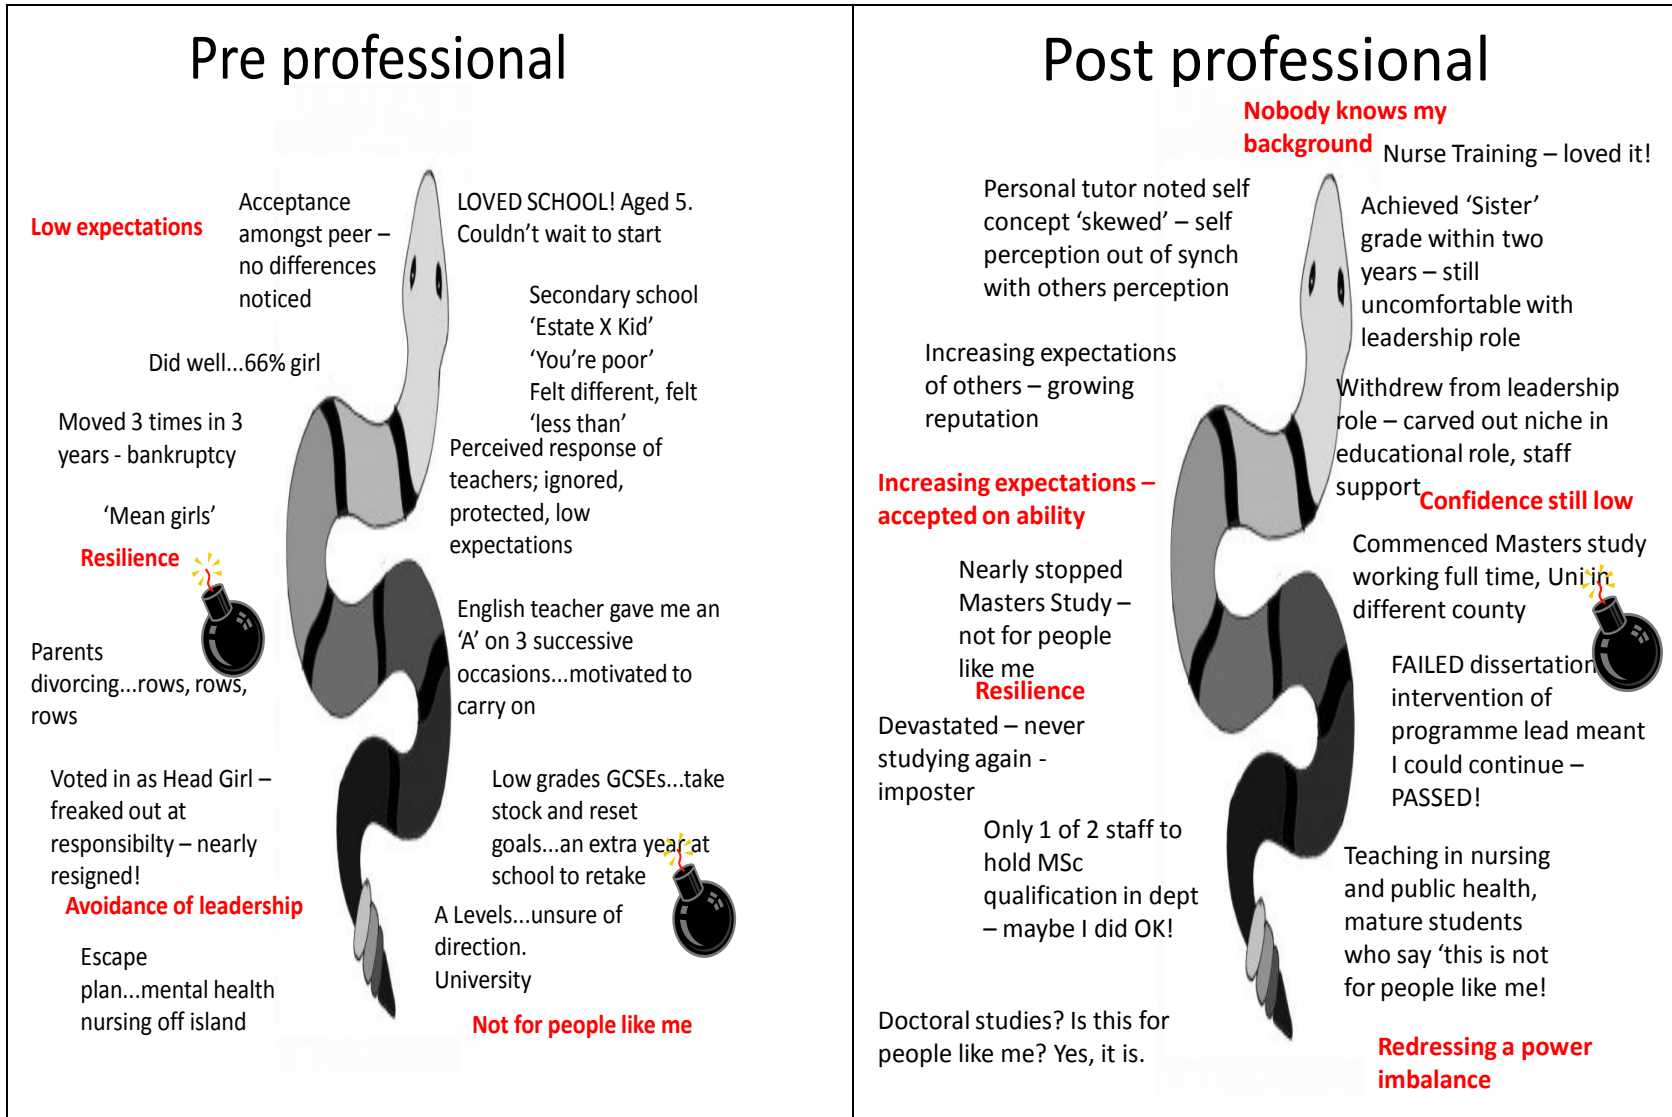 Pre professional
Low expectations
Acceptance
amongst peer –
no differences
noticed
LOVED SCHOOL! Aged 5.
Couldn’t wait to start
Secondary school
‘Estate X Kid’
‘You’re poor’
Felt different, felt
‘less than’
Did well...66% girl
Moved 3 times in 3
years - bankruptcy
Perceived response of
teachers; ignored,
protected, low
expectations
‘Mean girls’
Resilience
English teacher gave me an
‘A’ on 3 successive
occasions...motivated to
carry on
Parents
divorcing...rows, rows,
rows
Voted in as Head Girl –
freaked out at
responsibilty – nearly
resigned!
Avoidance of leadership
Low grades GCSEs...take
stock and reset
goals...an extra year at
school to retake
A Levels...unsure of
direction.
University
Escape
plan...mental health
nursing off island
Not for people like me
Post professional
Nobody knows my
background
Nurse Training – loved it!
Personal tutor noted self
concept ‘skewed’ – self
perception out of synch
with others perception
Achieved ‘Sister’
grade within two
years – still
uncomfortable with
leadership role
Increasing expectations
of others – growing
reputation
Withdrew from leadership
role – carved out niche in
educational role, staff
support
Increasing expectations –
accepted on ability
Confidence still low
Commenced Masters study
working full time, Uni in
different county
Nearly stopped
Masters Study –
not for people
like me
Resilience
FAILED dissertation
intervention of
programme lead meant
I could continue –
PASSED!
Devastated – never
studying again -
imposter
Only 1 of 2 staff to
hold MSc
qualification in dept
– maybe I did OK!
Teaching in nursing
and public health,
mature students
who say ‘this is not
for people like me!
Doctoral studies? Is this for
people like me? Yes, it is.
Redressing a power
imbalance